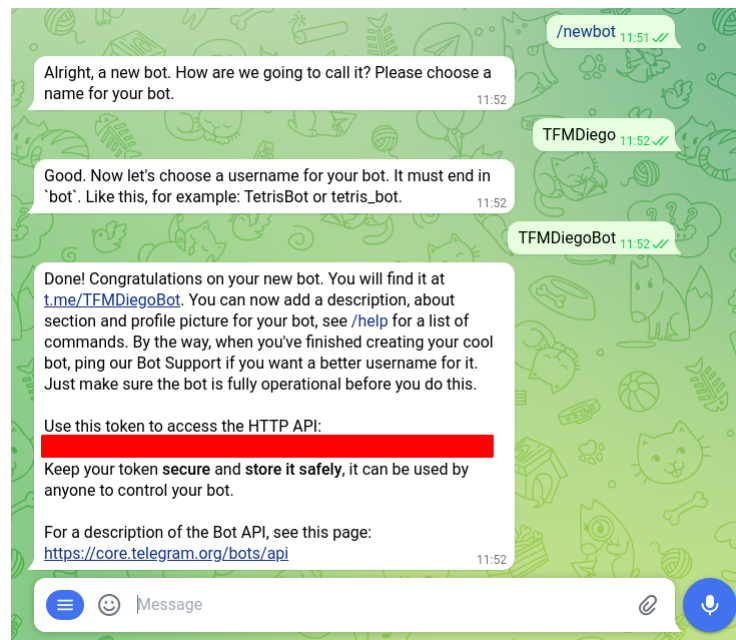 /newbot 11:51
Alright, a new bot. How are we going to call it? Please choose a
name for your bot.
11:52
TFMDiego 11:52
Good. Now let's choose a username for your bot. It must end in
`bot`. Like this, for example: TetrisBot or tetris_bot.
11:52
TFMDiegoBot 11:52
Done! Congratulations on your new bot. You will find it at
t.me/TFMDiegoBot. You can now add a description, about
section and profile picture for your bot, see /help for a list of
commands. By the way, when you've finished creating your cool
bot, ping our Bot Support if you want a better username for it.
Just make sure the bot is fully operational before you do this.
Use this token to access the HTTP API:
Keep your token secure and store it safely, it can be used by
anyone to control your bot.
For a description of the Bot API, see this page:
https://core.telegram.org/bots/api
11:52
Message